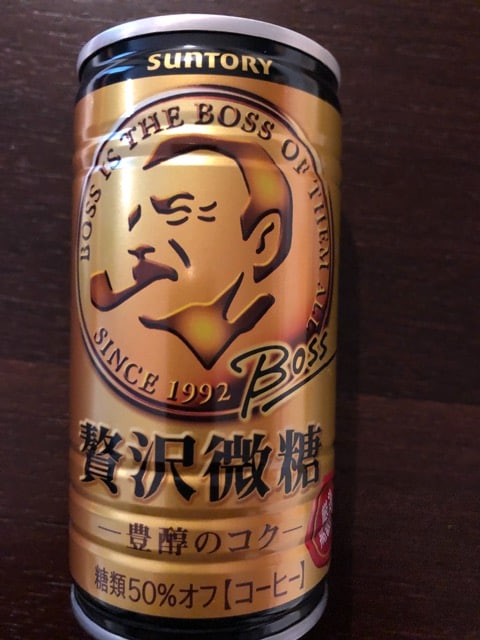 SUNTORY
BOSS IS THE BOSS OF THEM ALL
SINCE 1992
BOSS
贅沢微糖
―豊醇のコク―
糖類50%オフ【コーヒー】